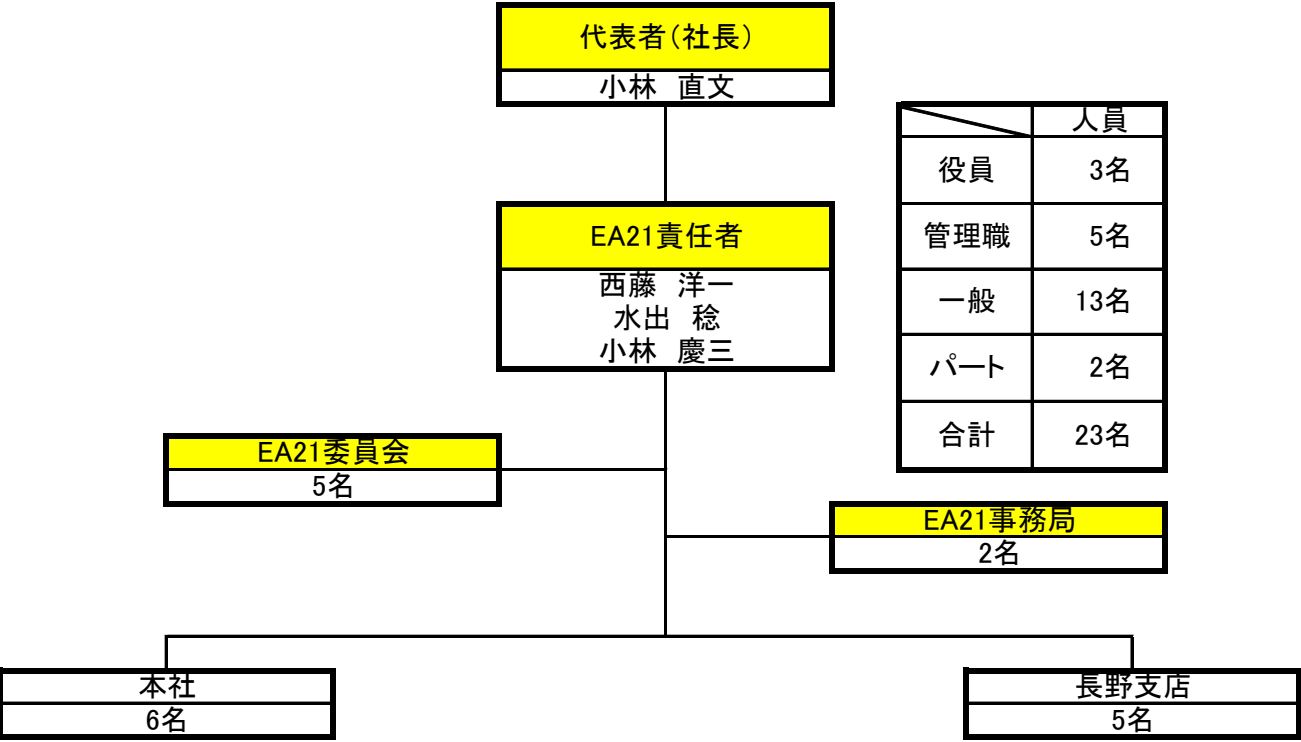 代表者（社長）
小林　直文
人員
役員　3名
EA21責任者
管理職　5名
西藤　洋一
水出　稔
小林　慶三
一般　13名
パート　2名
合計　23名
EA21委員会
5名
EA21事務局
2名
本社
6名
長野支店
5名